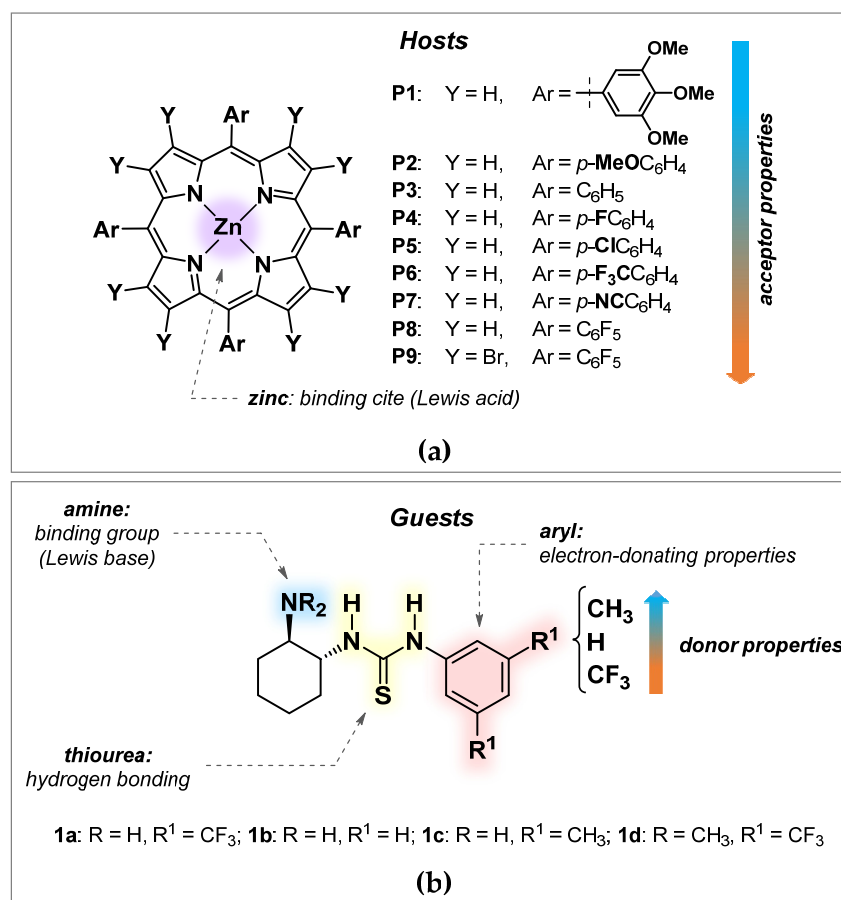 Hosts
OMe
P1: Y = H, Ar = OMe
OMe
Y Ar Y
Y Y
N N
Ar Zn Ar
N N
Y Y
Y Ar Y
P2: Y = H, Ar = p-MeOC6H4
P3: Y = H, Ar = C6H5
P4: Y = H, Ar = p-FC6H4
P5: Y = H, Ar = p-ClC6H4
P6: Y = H, Ar = p-F3CC6H4
P7: Y = H, Ar = p-NCC6H4
P8: Y = H, Ar = C6F5
P9: Y = Br, Ar = C6F5
acceptor properties
zinc: binding cite (Lewis acid)
(a)
Guests
amine:
binding group
(Lewis base)
aryl:
electron-donating properties
NR2 H H
N N
S
R1
R1
CH3
H
CF3
donor properties
thiourea:
hydrogen bonding
1a: R = H, R1 = CF3; 1b: R = H, R1 = H; 1c: R = H, R1 = CH3; 1d: R = CH3, R1 = CF3
(b)